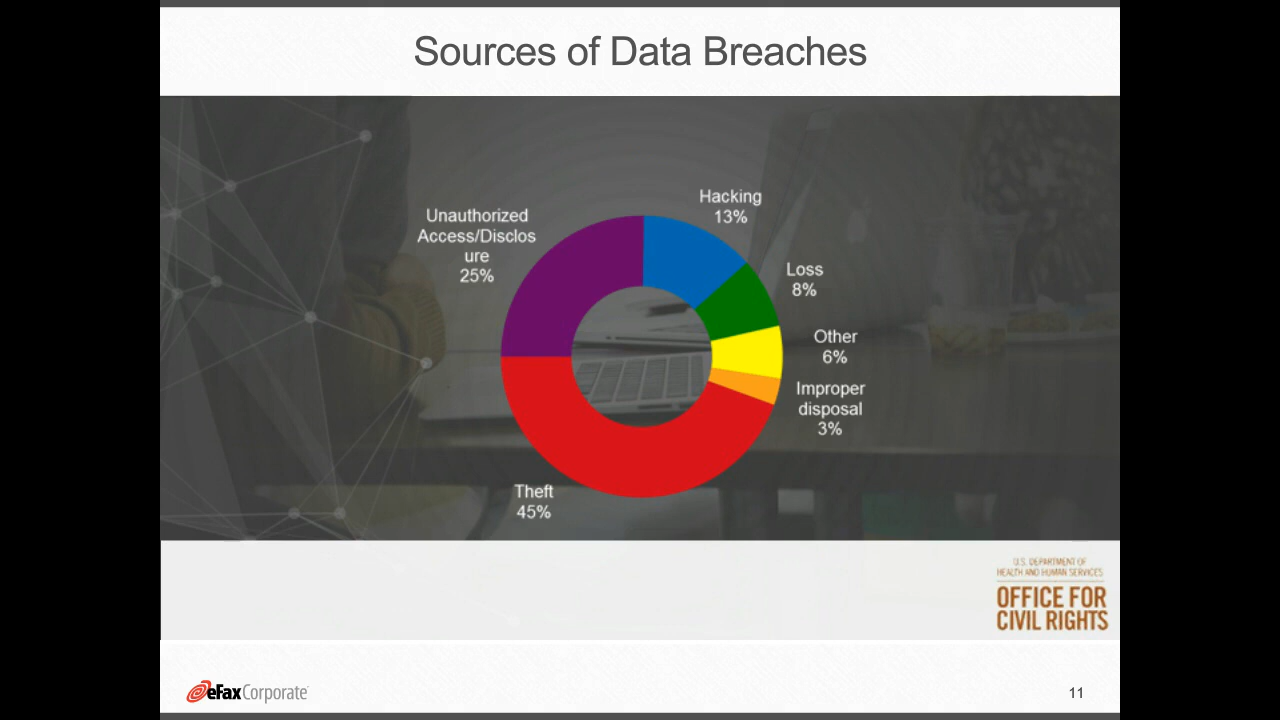 Sources of Data Breaches
Hacking
13%
Unauthorized
Access/Disclos
ure
25%
Loss
8%
Other
6%
Improper
disposal
3%
Theft
45%
U.S. DEPARTMENT OF
HEALTH AND HUMAN SERVICES
OFFICE FOR
CIVIL RIGHTS
eFax Corporate
11